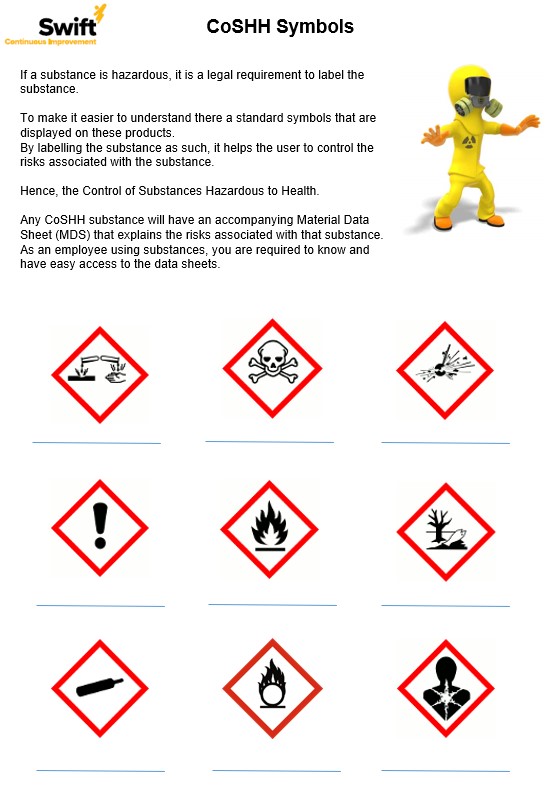 Swift
Continuous Improvement
CoSHH Symbols
If a substance is hazardous, it is a legal requirement to label the
substance.
To make it easier to understand there a standard symbols that are
displayed on these products.
By labelling the substance as such, it helps the user to control the
risks associated with the substance.
Hence, the Control of Substances Hazardous to Health.
Any CoSHH substance will have an accompanying Material Data
Sheet (MDS) that explains the risks associated with that substance.
As an employee using substances, you are required to know and
have easy access to the data sheets.